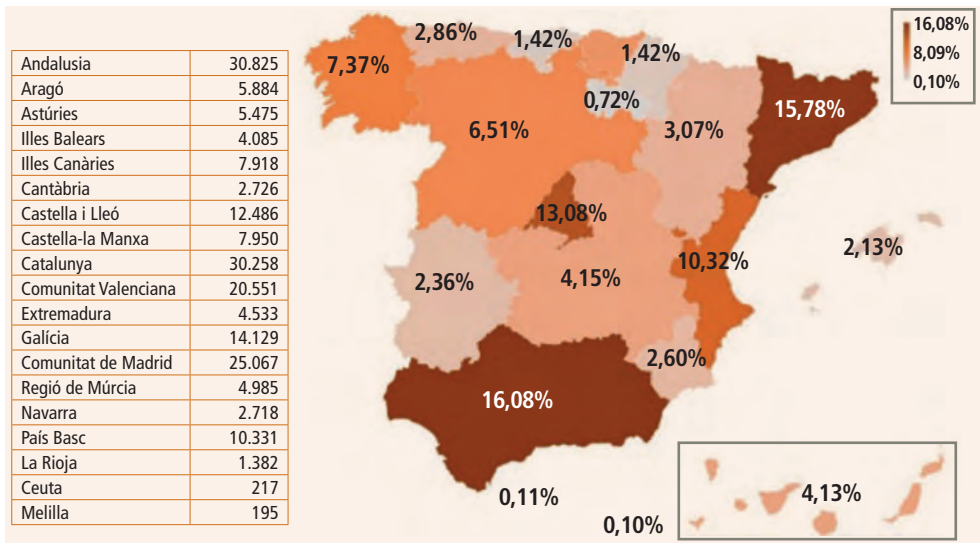 Andalusia 30.825
Aragó 5.884
Astúries 5.475
Illes Balears 4.085
Illes Canàries 7.918
Cantàbria 2.726
Castella i Lleó 12.486
Castella-la Manxa 7.950
Catalunya 30.258
Comunitat Valenciana 20.551
Extremadura 4.533
Galícia 14.129
Comunitat de Madrid 25.067
Regió de Múrcia 4.985
Navarra 2.718
País Basc 10.331
La Rioja 1.382
Ceuta 217
Melilla 195
16,08%
8,09%
0,10%
2,86%
1,42%
1,42%
7,37%
0,72%
15,78%
6,51%
3,07%
13,08%
2,13%
10,32%
2,36%
4,15%
2,60%
16,08%
4,13%
0,11%
0,10%